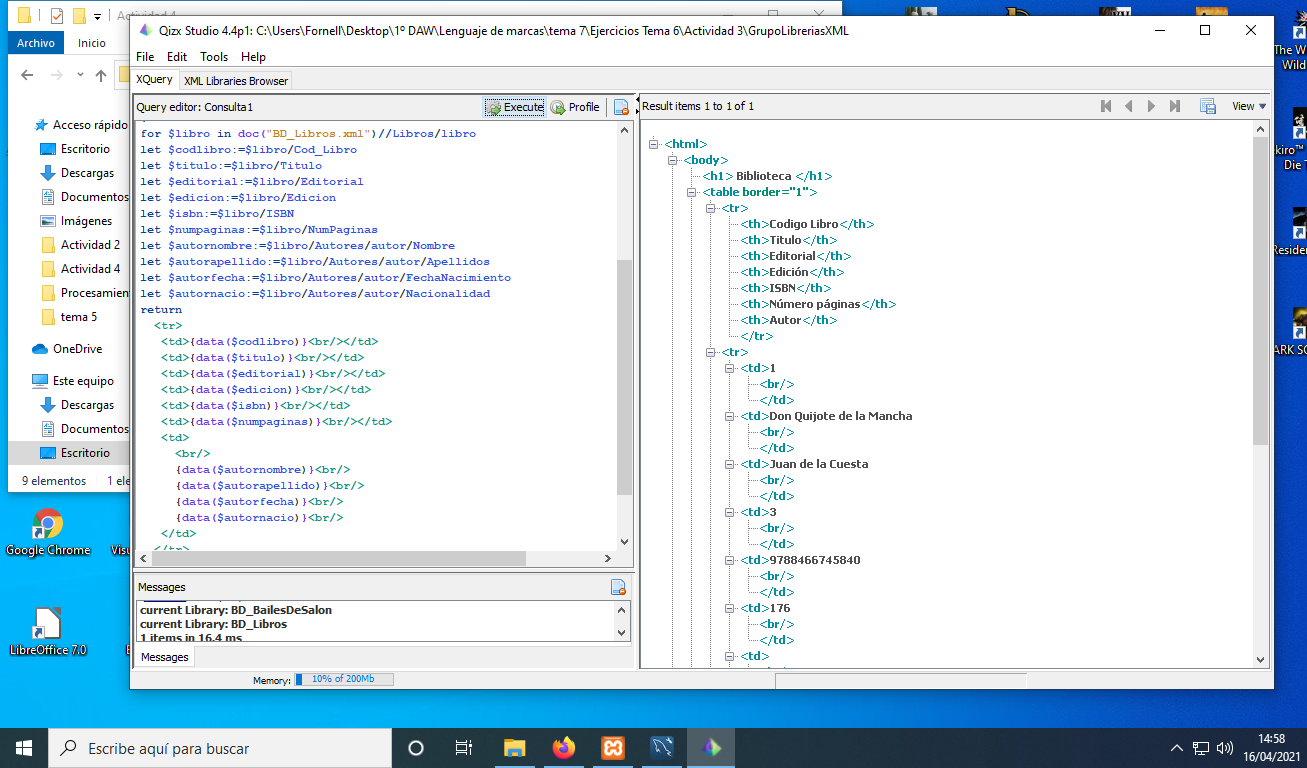 Actividad 4
Archivo
Inicio
Acceso rápido
Escritorio
Descargas
Documentos
Imágenes
Actividad 2
Actividad 4
Procesamien
tema 5
OneDrive
Este equipo
Descargas
Documentos
Escritorio
9 elementos
1 ele
Google Chrome
Visu
LibreOffice 7.0
Qizx Studio 4.4p1: C:\Users\Fornell\Desktop\1º DAW\Lenguaje de marcas\tema 7\Ejercicios Tema 6\Actividad 3\GrupoLibreriasXML
File Edit Tools Help
XQuery XML Libraries Browser
Query editor: Consulta1
Execute
Profile
for $libro in doc("BD_Libros.xml")//Libros/libro
let $codlibro:=$libro/Cod_Libro
let $titulo:=$libro/Titulo
let $editorial:=$libro/Editorial
let $edicion:=$libro/Edicion
let $isbn:=$libro/ISBN
let $numpaginas:=$libro/NumPaginas
let $autornombre:=$libro/Autores/autor/Nombre
let $autorapellido:=$libro/Autores/autor/Apellidos
let $autorfecha:=$libro/Autores/autor/FechaNacimiento
let $autornacio:=$libro/Autores/autor/Nacionalidad
return
<tr>
<td>{data($codlibro)}<br/></td>
<td>{data($titulo)}<br/></td>
<td>{data($editorial)}<br/></td>
<td>{data($edicion)}<br/></td>
<td>{data($isbn)}<br/></td>
<td>{data($numpaginas)}<br/></td>
<td>
<br/>
{data($autornombre)}<br/>
{data($autorapellido)}<br/>
{data($autorfecha)}<br/>
{data($autornacio)}<br/>
</td>
</tr>
Messages
current Library: BD_BailesDeSalon
current Library: BD_Libros
1 items in 16.4 ms
Messages
Memory: 10% of 200Mb
Result items 1 to 1 of 1
View
<html>
<body>
<h1> Biblioteca </h1>
<table border="1">
<tr>
<th>Codigo Libro</th>
<th>Titulo</th>
<th>Editorial</th>
<th>Edición</th>
<th>ISBN</th>
<th>Número páginas</th>
<th>Autor</th>
</tr>
<tr>
<td>1
<br/>
</td>
<td>Don Quijote de la Mancha
<br/>
</td>
<td>Juan de la Cuesta
<br/>
</td>
<td>3
<br/>
</td>
<td>9788466745840
<br/>
</td>
<td>176
<br/>
</td>
<td>
The W
Wild
kiro™
Die T
Residen
ARK SO
Escribe aquí para buscar
14:58
16/04/2021